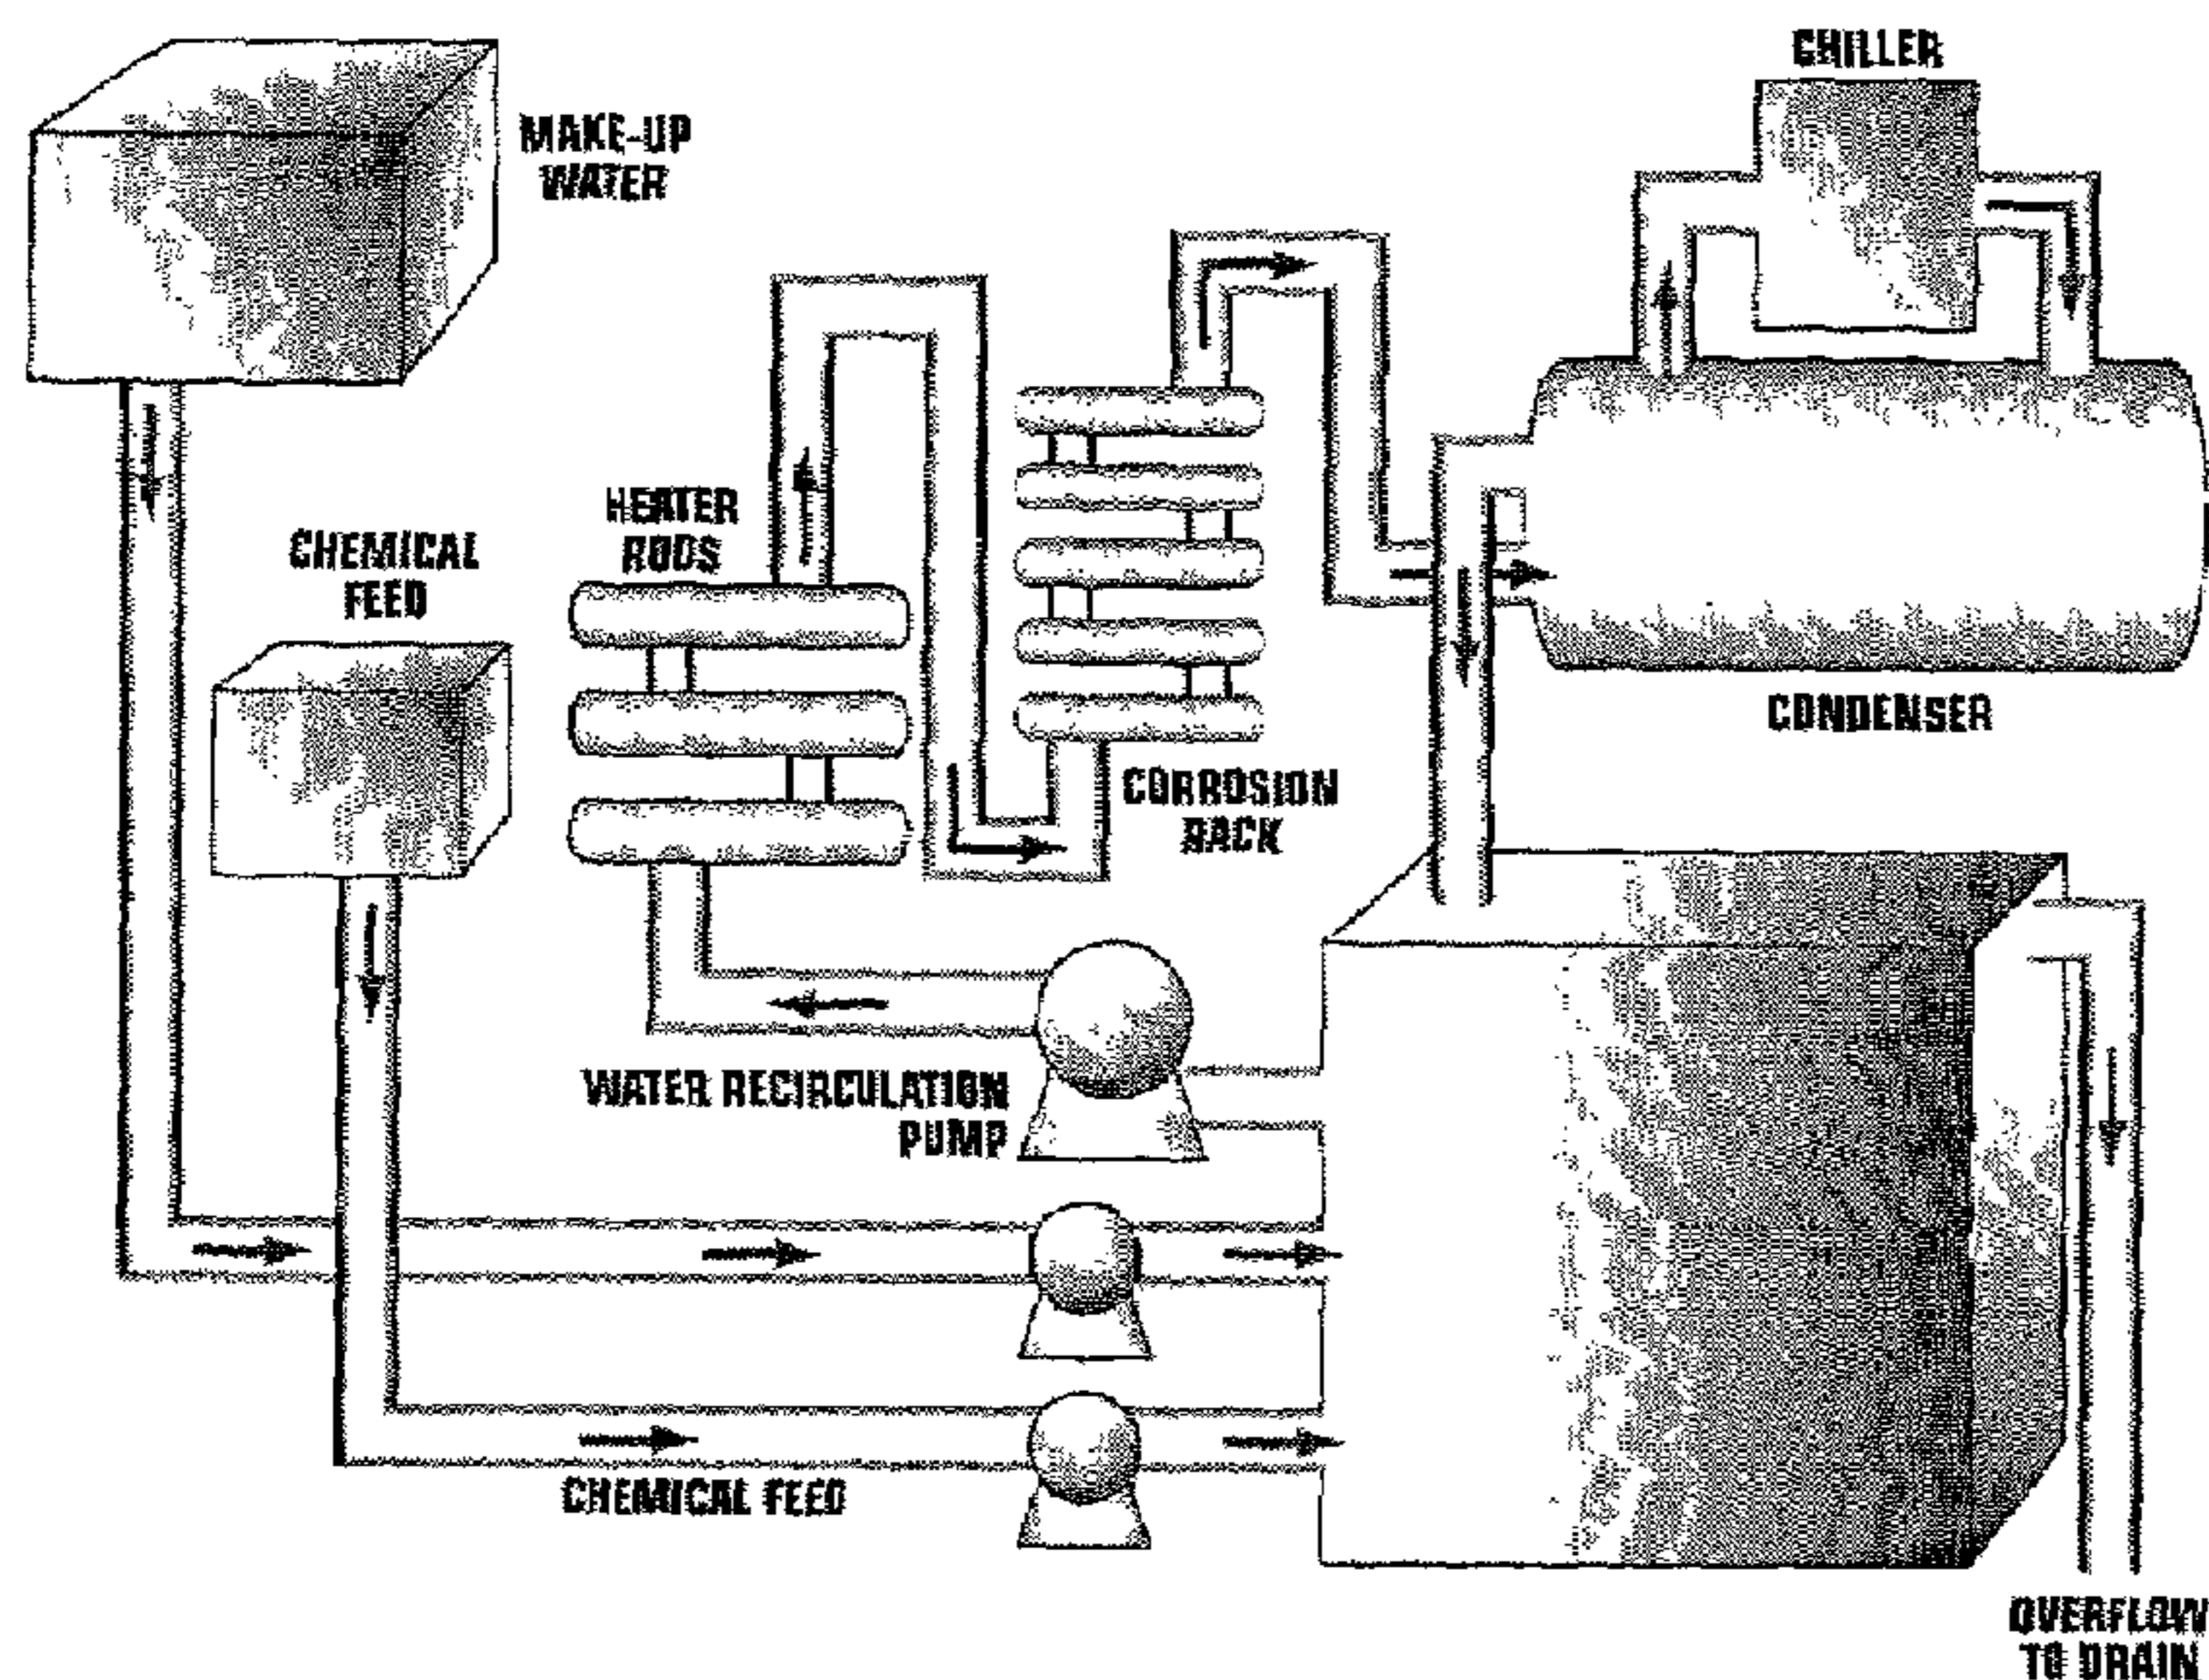 CHILLER
MAKE-UP
WATER
HEATER
RODS
CHEMICAL
FEED
CONDENSER
CORROSION
RACK
WATER RECIRCULATION
PUMP
CHEMICAL FEED
OVERFLOW
TO DRAIN